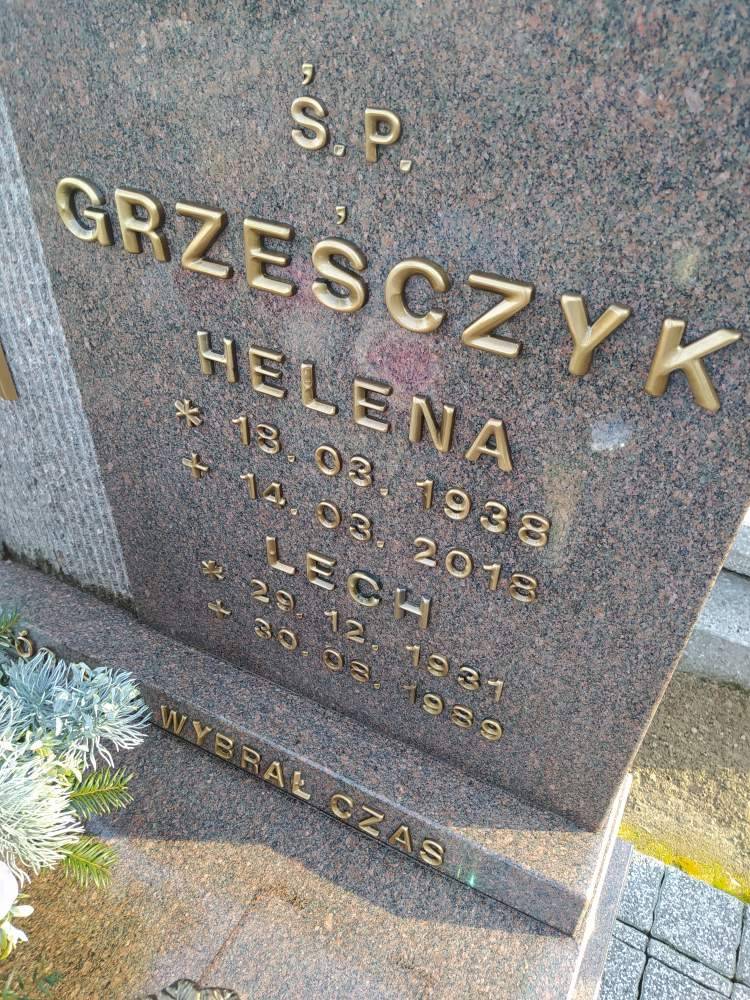 Ś.P.
GRZEŚCZYK
HELENA
* 18. 03. 1938
+ 14. 03. 2018
LECH
* 29. 12. 1931
+ 30. 08. 1989
WYBRAŁ CZAS